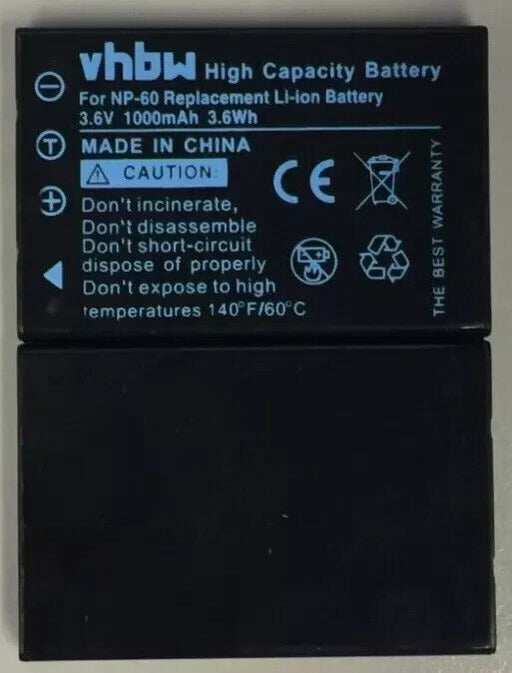 vhbw High Capacity Battery
For NP-60 Replacement Li-ion Battery
3.6V 1000mAh 3.6Wh
MADE IN CHINA
CAUTION:
Don't incinerate,
Don't disassemble
Don't short-circuit
dispose of properly
Don't expose to high
temperatures 140°F/60°C
T
CE
THE BEST WARRANTY